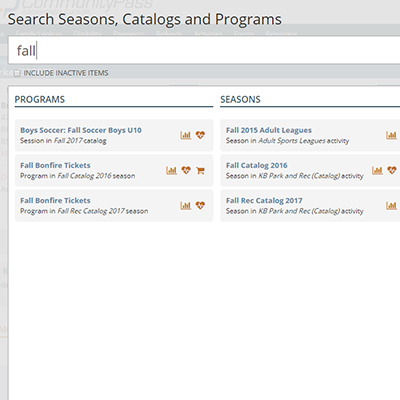 CommunityPass
Search Seasons, Catalogs and Programs
fall
INCLUDE INACTIVE ITEMS
PROGRAMS
Boys Soccer: Fall Soccer Boys U10
Session in Fall 2017 catalog
Fall Bonfire Tickets
Program in Fall Catalog 2016 season
Fall Bonfire Tickets
Program in Fall Rec Catalog 2017 season
SEASONS
Fall 2015 Adult Leagues
Season in Adult Sports Leagues activity
Fall Catalog 2016
Season in KB Park and Rec (Catalog) activity
Fall Rec Catalog 2017
Season in KB Park and Rec (Catalog) activity